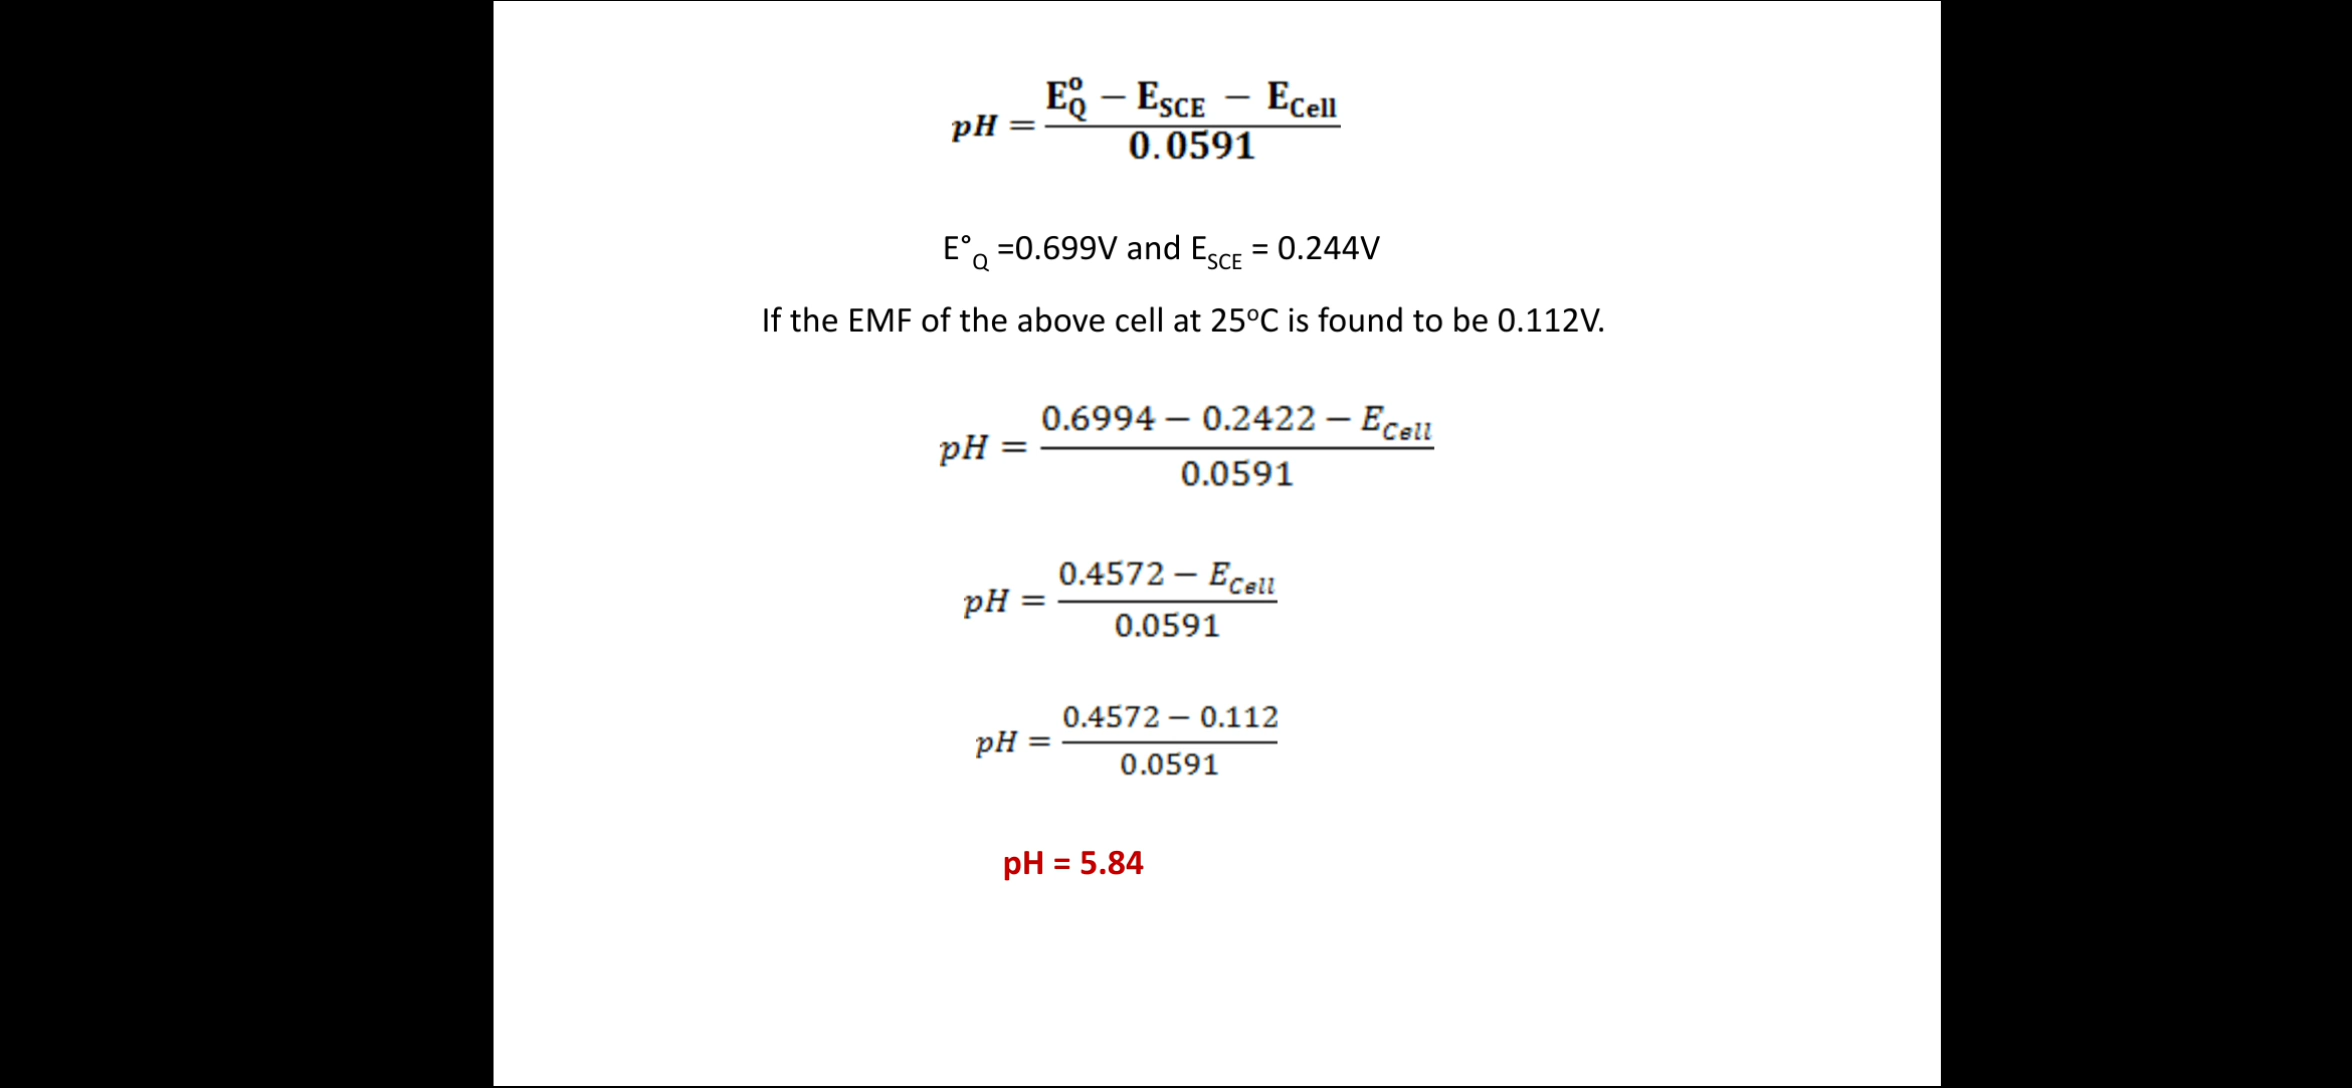 pH = (E°Q − ESCE − ECell) / 0.0591
E°Q =0.699V and ESCE = 0.244V
If the EMF of the above cell at 25oC is found to be 0.112V.
pH = (0.6994 − 0.2422 − ECell) / 0.0591
pH = (0.4572 − ECell) / 0.0591
pH = (0.4572 − 0.112) / 0.0591
pH = 5.84